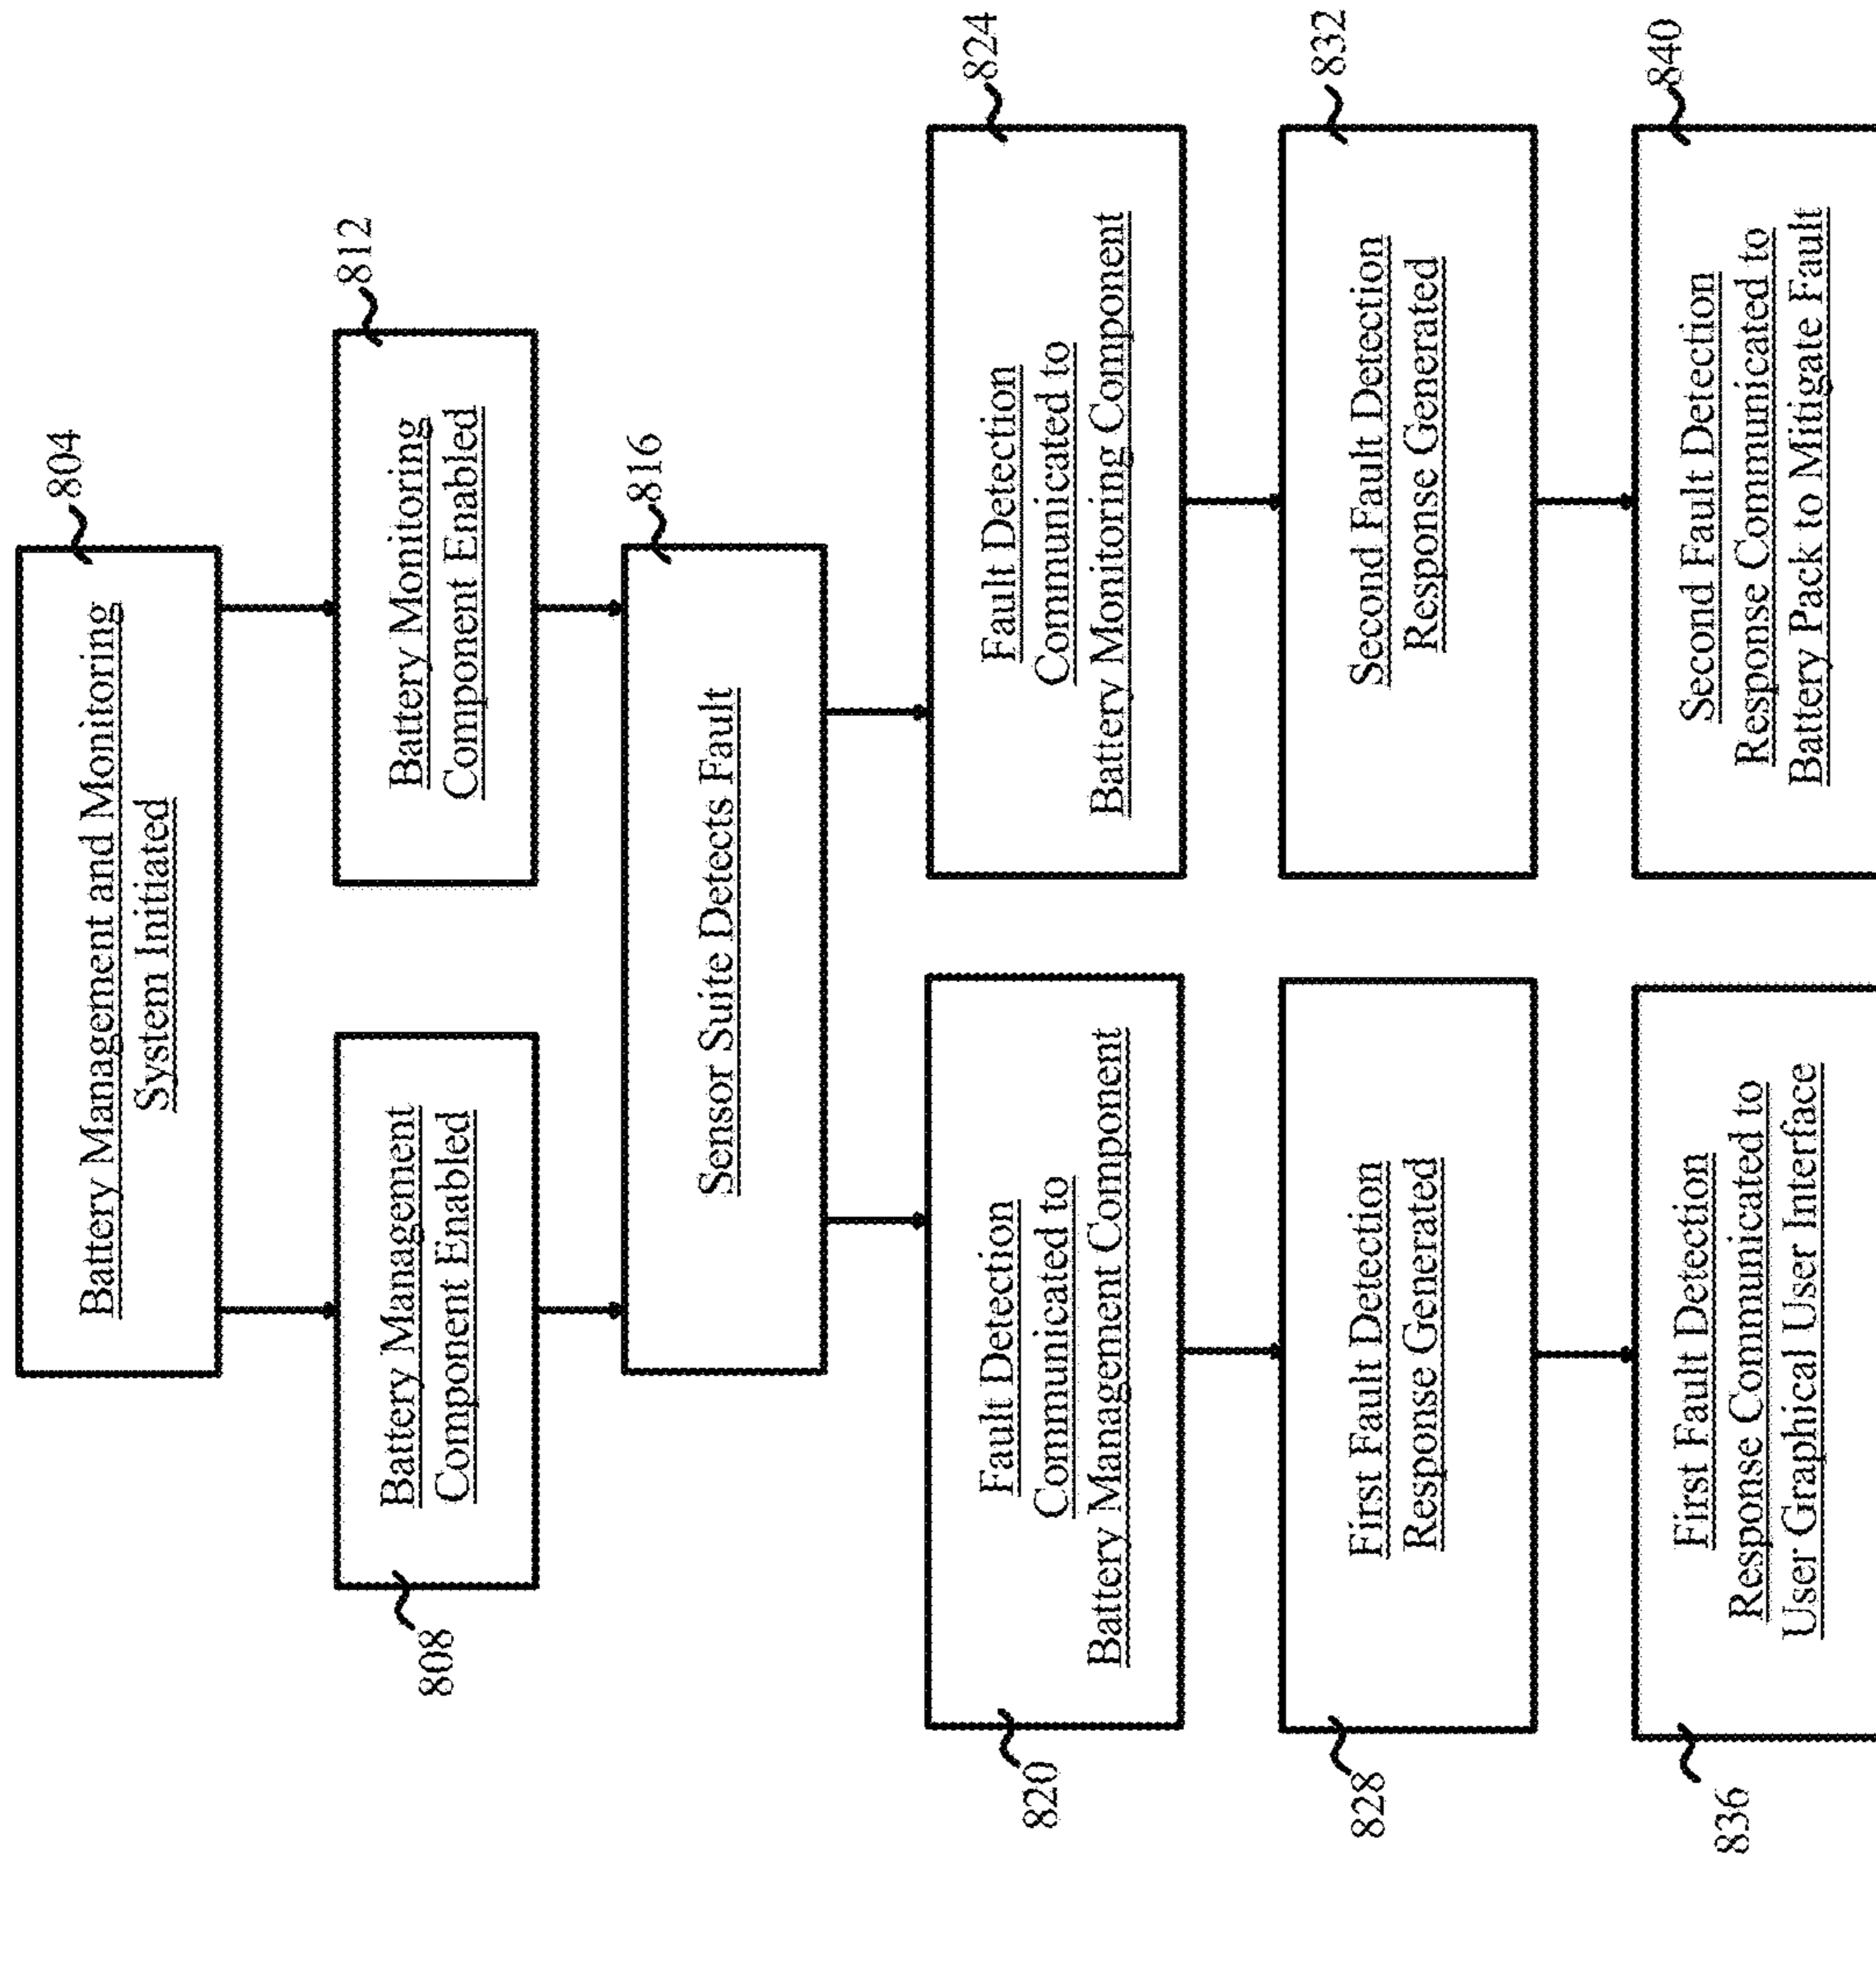 804
Battery Management and Monitoring
System Initiated
808
Battery Management
Component Enabled
812
Battery Monitoring
Component Enabled
816
Sensor Suite Detects Fault
820
Fault Detection
Communicated to
Battery Management Component
824
Fault Detection
Communicated to
Battery Monitoring Component
828
First Fault Detection
Response Generated
832
Second Fault Detection
Response Generated
836
First Fault Detection
Response Communicated to
User Graphical User Interface
840
Second Fault Detection
Response Communicated to
Battery Pack to Mitigate Fault